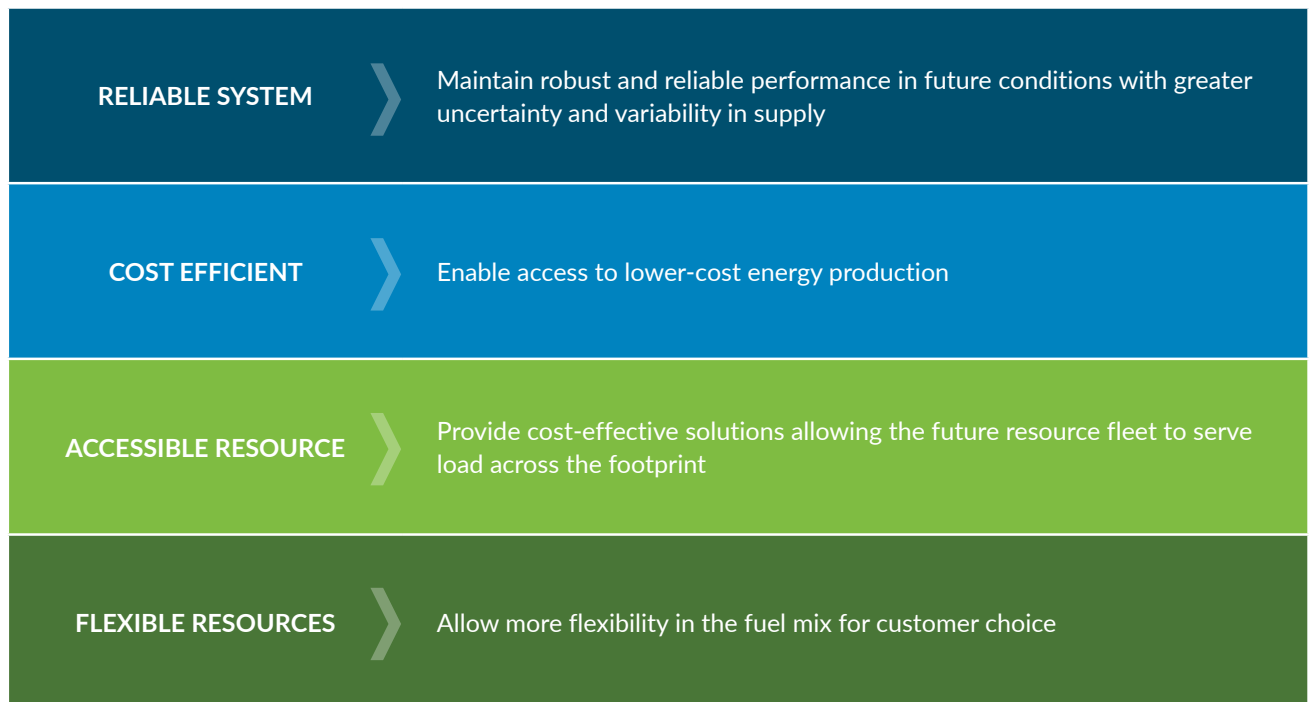 RELIABLE SYSTEM
Maintain robust and reliable performance in future conditions with greater
uncertainty and variability in supply
COST EFFICIENT
Enable access to lower-cost energy production
ACCESSIBLE RESOURCE
Provide cost-effective solutions allowing the future resource fleet to serve
load across the footprint
FLEXIBLE RESOURCES
Allow more flexibility in the fuel mix for customer choice